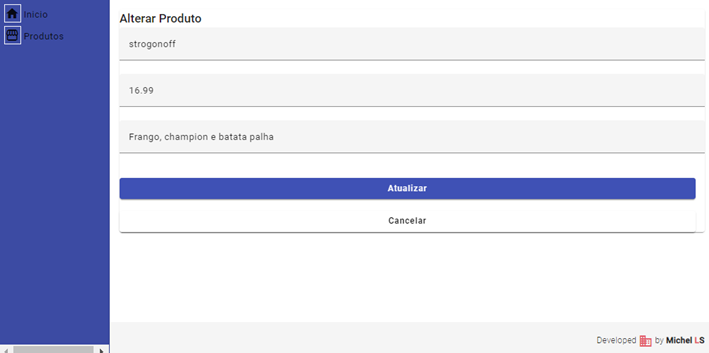 Início
Produtos
Alterar Produto
strogonoff
16.99
Frango, champion e batata palha
Atualizar
Cancelar
Developed by Michel LS